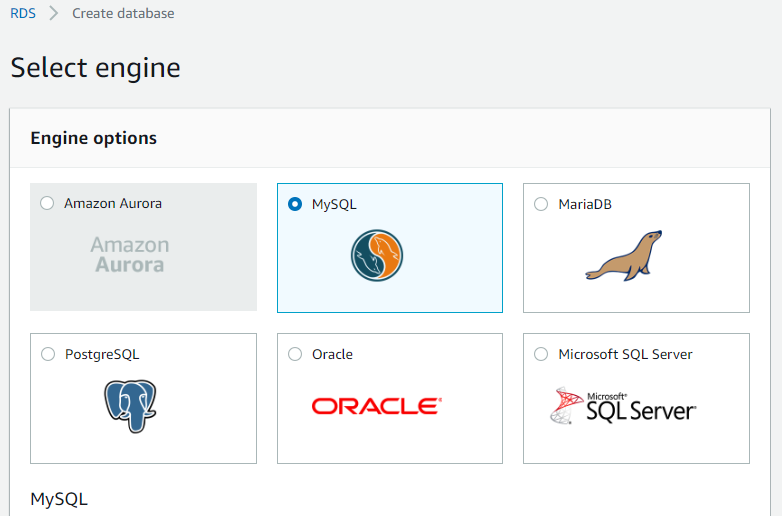 RDS > Create database
Select engine
Engine options
Amazon Aurora
Amazon
Aurora
MySQL
MariaDB
PostgreSQL
Oracle
ORACLE®
Microsoft SQL Server
Microsoft®
SQL Server®
MySQL